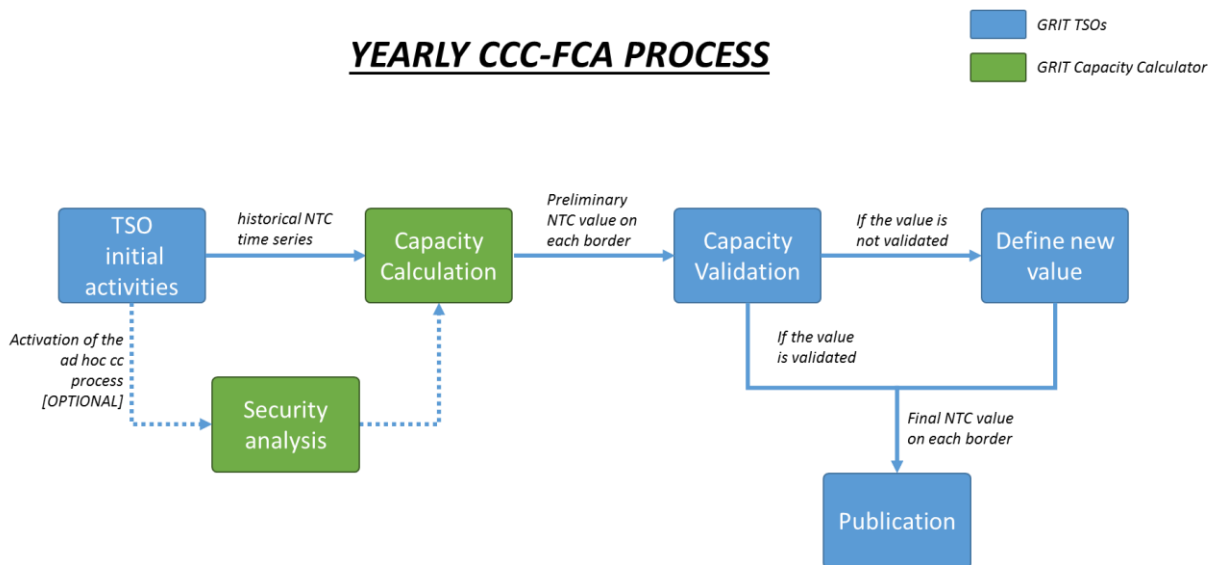 YEARLY CCC-FCA PROCESS
GRIT TSOs
GRIT Capacity Calculator
TSO
initial
activities
historical NTC
time series
Capacity
Calculation
Preliminary
NTC value on
each border
Capacity
Validation
If the value is
not validated
Define new
value
Activation of the
ad hoc cc
process
[OPTIONAL]
Security
analysis
If the value
is validated
Final NTC value
on each border
Publication